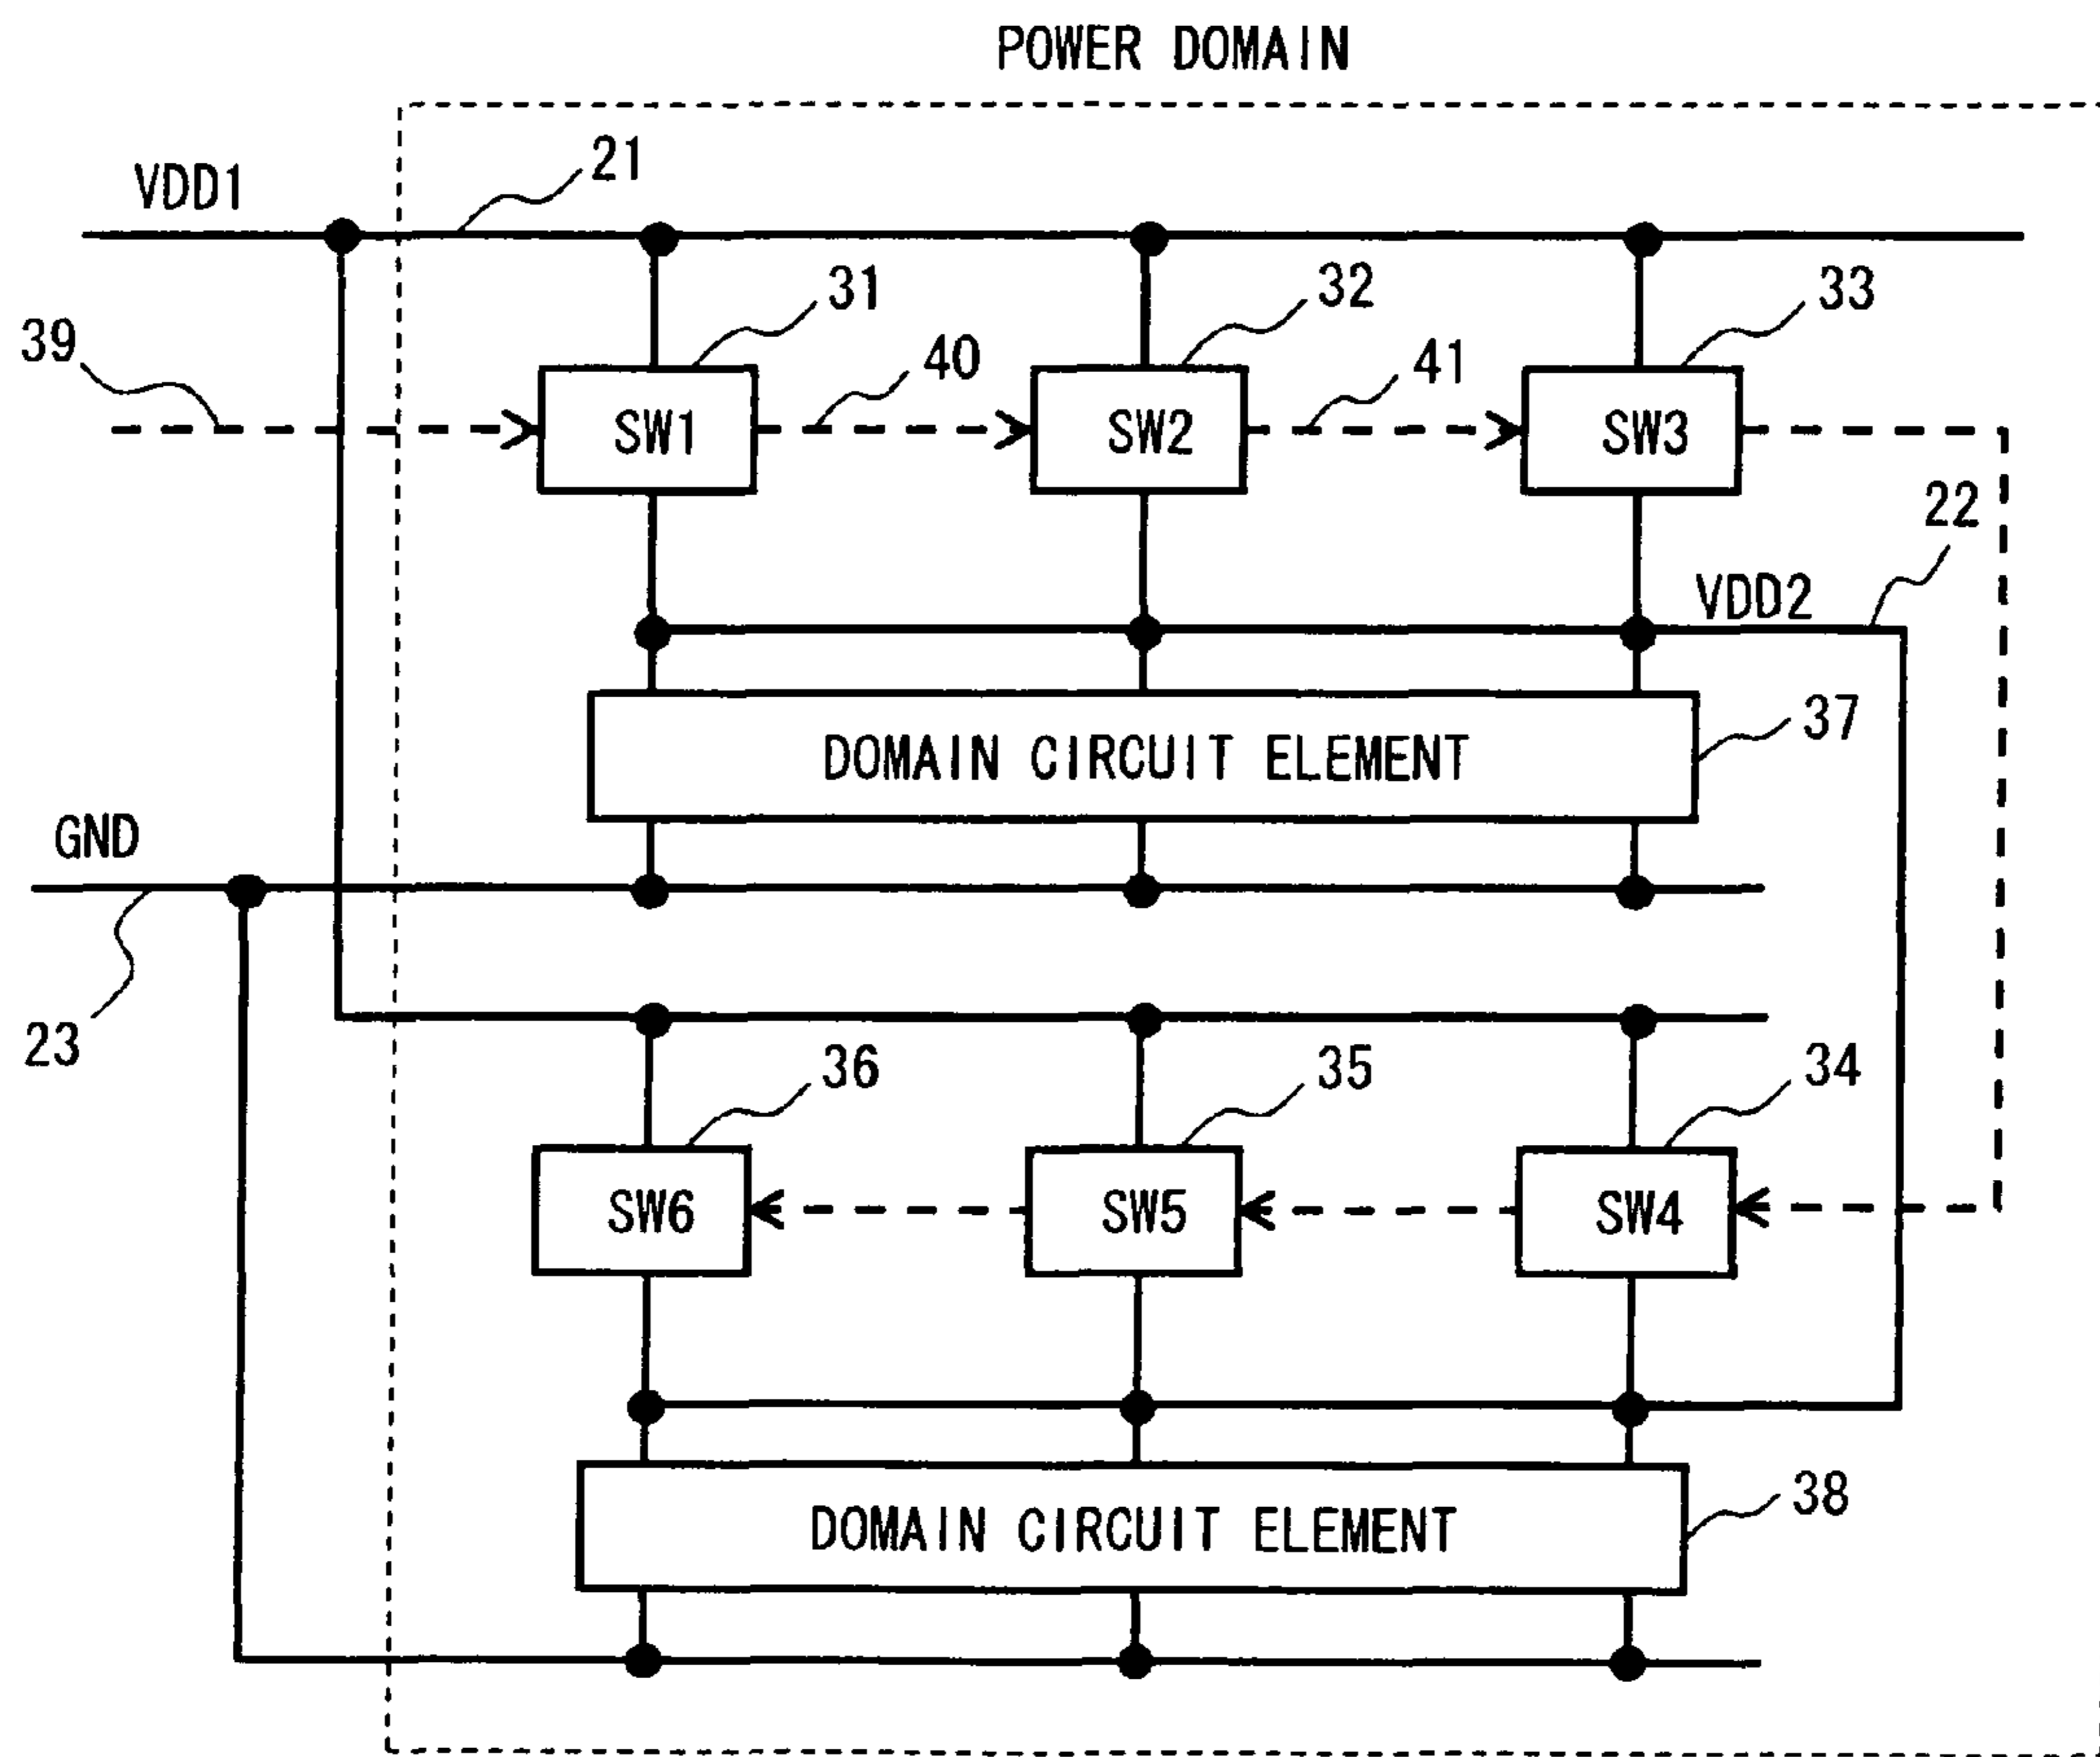 POWER DOMAIN
VDD1
21
31
32
33
39
40
41
SW1
SW2
SW3
22
VDD2
37
DOMAIN CIRCUIT ELEMENT
GND
23
36
35
34
SW6
SW5
SW4
38
DOMAIN CIRCUIT ELEMENT